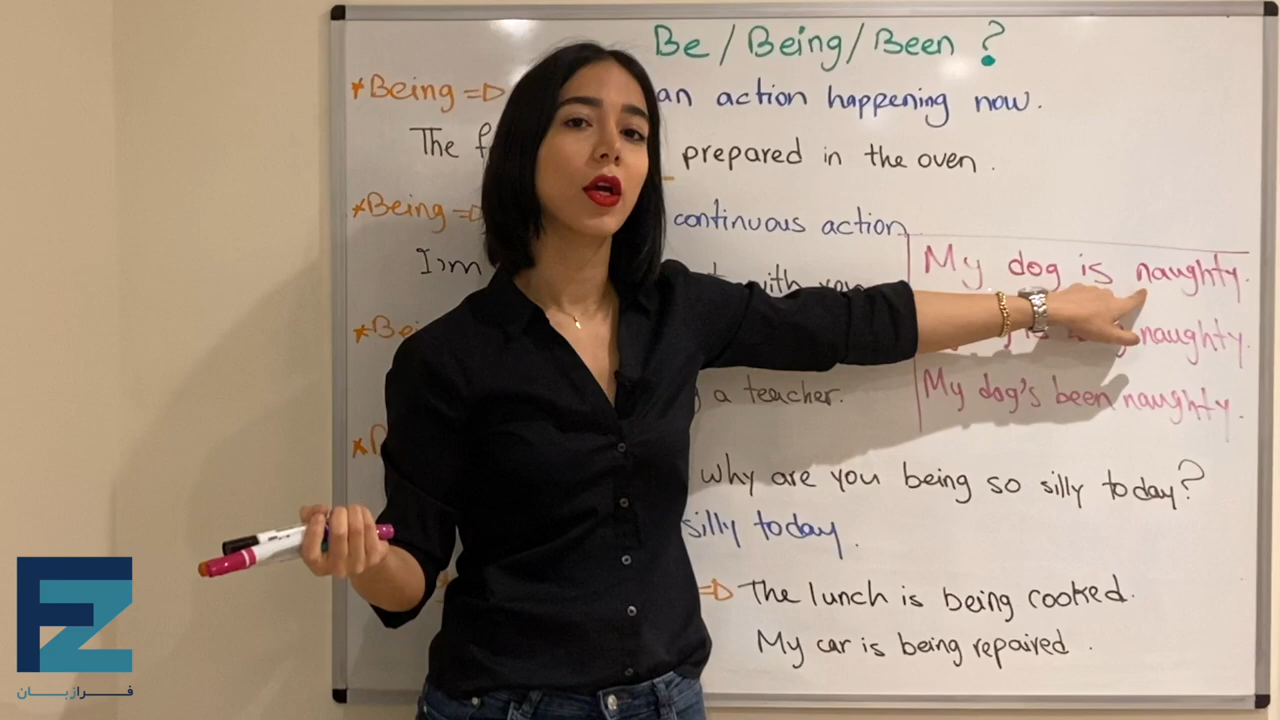 Be / Being / Been ?
*Being => an action happening now.
The prepared in the oven.
*Being => continuous action
I'm with you
My dog is naughty.
naughty.
a teacher.
My dog's been naughty.
why are you being so silly today?
silly today.
=> The lunch is being cooked.
My car is being repaired.
FZ
فرازبان